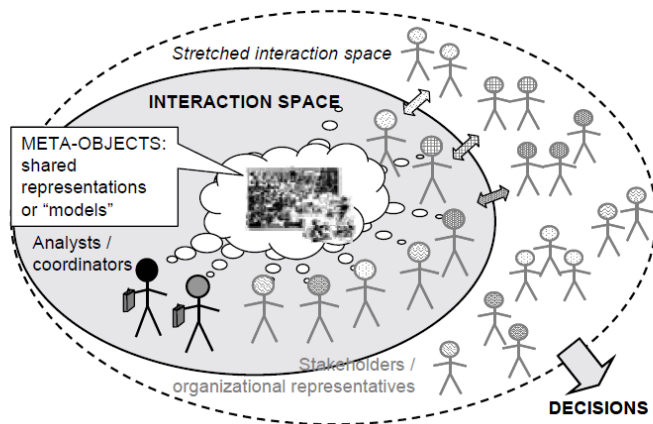 Stretched interaction space
INTERACTION SPACE
META-OBJECTS:
shared
representations
or “models”
Analysts /
coordinators
Stakeholders /
organizational representatives
DECISIONS